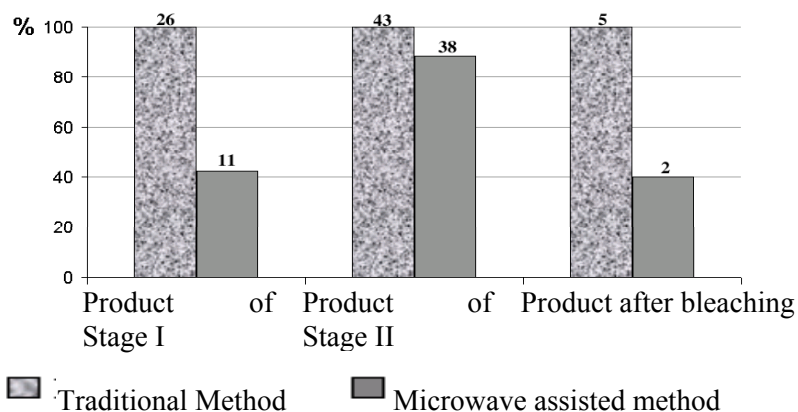 %
100
80
60
40
20
0
26
11
43
38
5
2
Product of Stage I
Product of Stage II
Product after bleaching
Traditional Method
Microwave assisted method